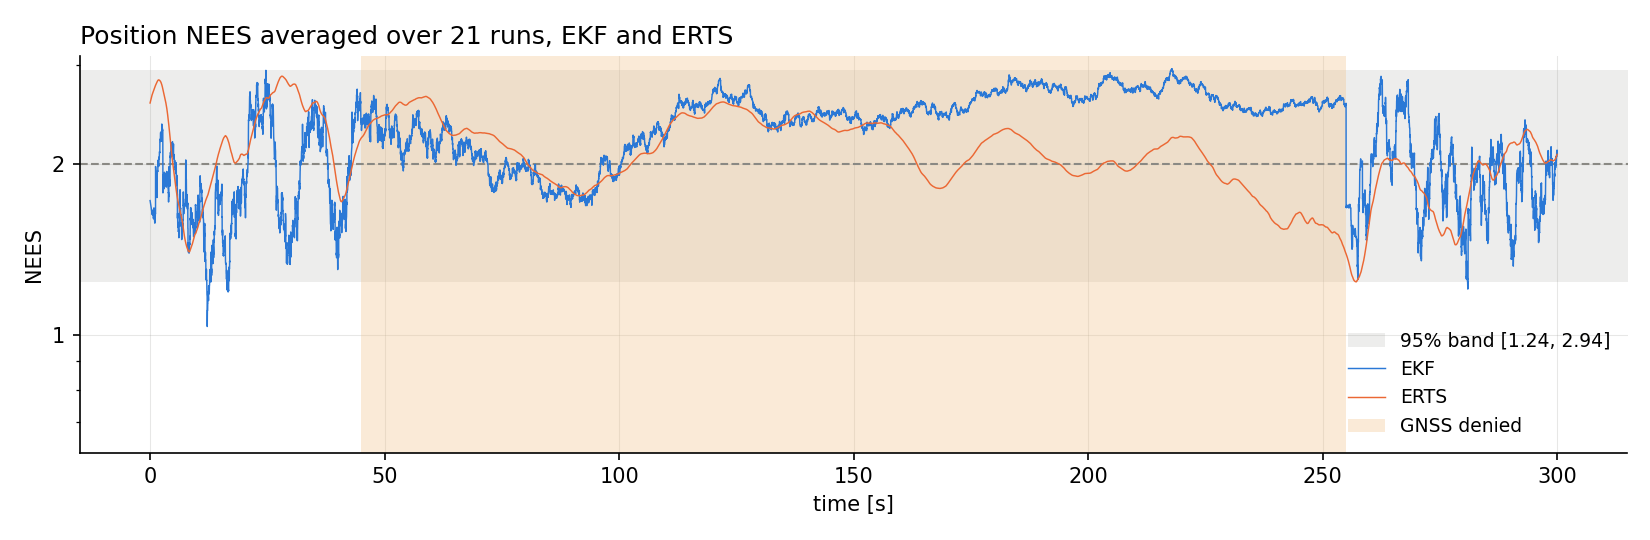 Position NEES averaged over 21 runs, EKF and ERTS
NEES
2
1
95% band [1.24, 2.94]
EKF
ERTS
GNSS denied
0 50 100 150 200 250 300
time [s]